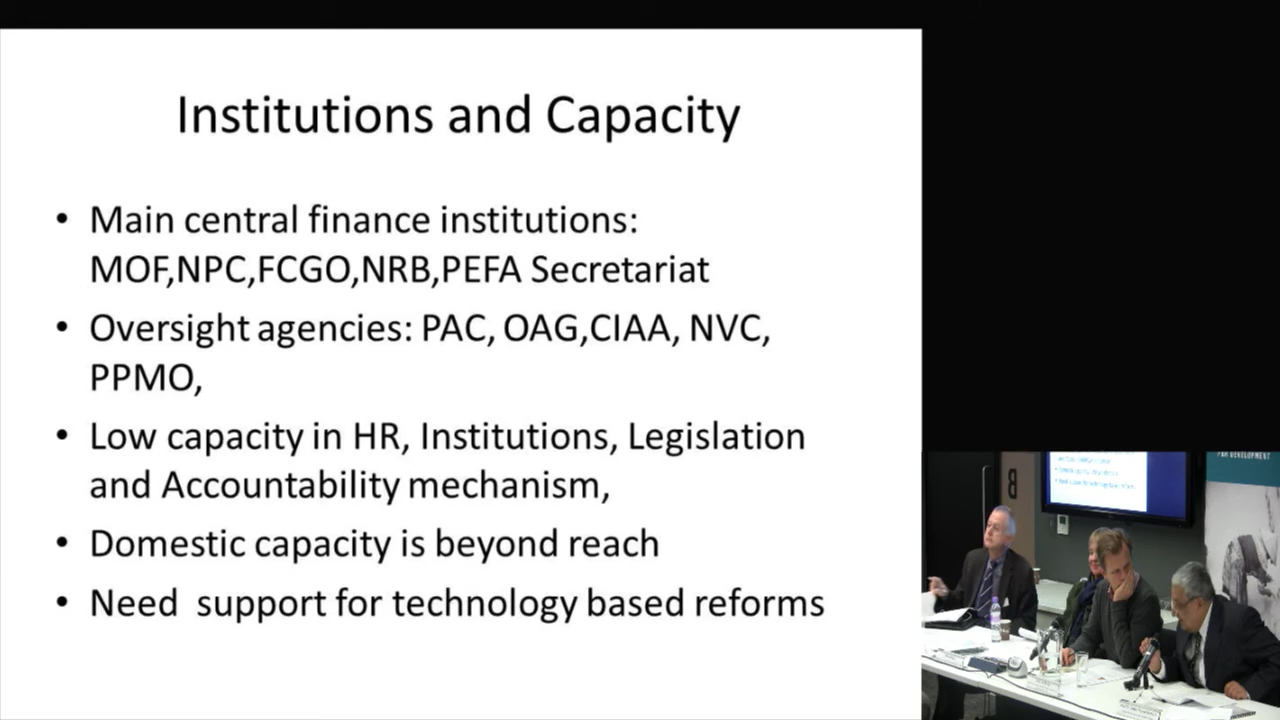 Institutions and Capacity
• Main central finance institutions:
MOF,NPC,FCGO,NRB,PEFA Secretariat
• Oversight agencies: PAC, OAG,CIAA, NVC,
PPMO,
• Low capacity in HR, Institutions, Legislation
and Accountability mechanism,
• Domestic capacity is beyond reach
• Need  support for technology based reforms
FOR DEVELOPMENT
B